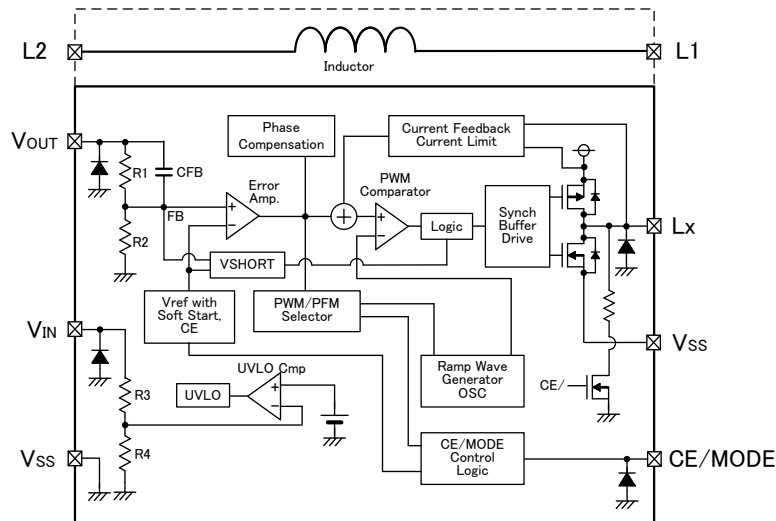 L2
L1
Inductor
VOUT
R1
CFB
R2
FB
Phase
Compensation
Error
Amp.
Current Feedback
Current Limit
PWM
Comparator
Logic
Synch
Buffer
Drive
Lx
VSHORT
Vref with
Soft Start,
CE
PWM/PFM
Selector
VIN
R3
R4
UVLO Cmp
UVLO
Ramp Wave
Generator
OSC
CE/
VSS
VSS
CE/MODE
Control
Logic
CE/MODE
+
−
+
+
−
+
−